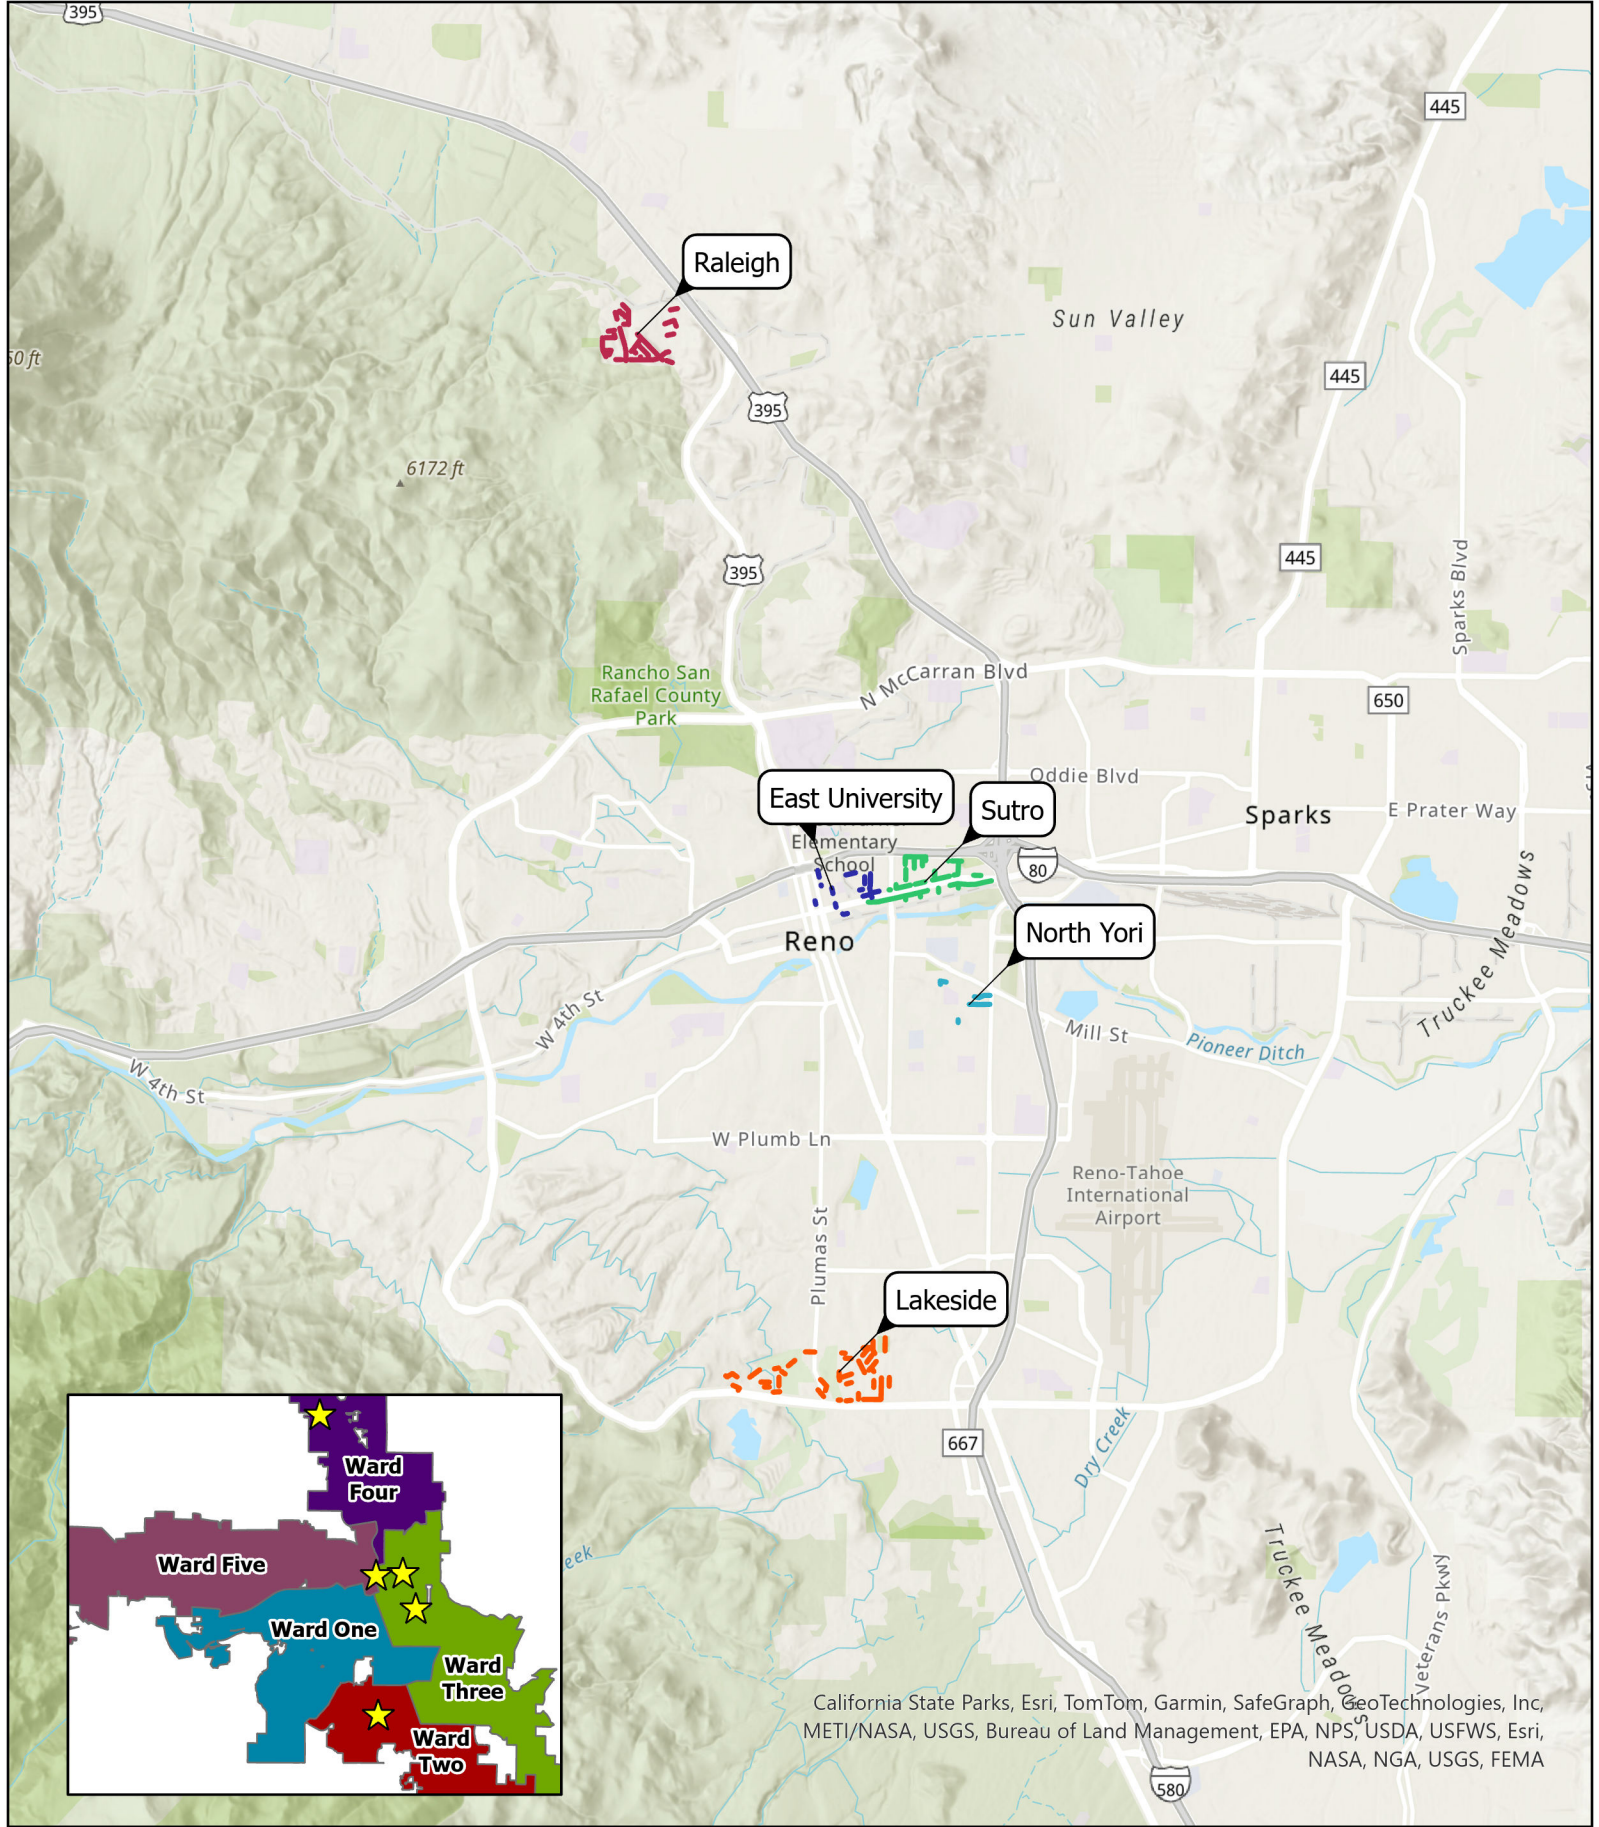 395
445
Raleigh
Sun Valley
50 ft
445
395
6172 ft
445
395
Sparks Blvd
Rancho San
Rafael County
Park
N McCarran Blvd
650
Oddie Blvd
East University
Sutro
Sparks
E Prater Way
Elementary
School
80
Truckee Meadows
North Yori
Reno
W 4th St
Mill St
Pioneer Ditch
W 4th St
W Plumb Ln
Reno-Tahoe
International
Airport
Plumas St
Lakeside
667
Dry Creek
Ward
Four
Ward Five
Ward One
Ward
Three
Ward
Two
eek
Truckee Meadows
Veterans Pkwy
California State Parks, Esri, TomTom, Garmin, SafeGraph, GeoTechnologies, Inc,
METI/NASA, USGS, Bureau of Land Management, EPA, NPS, USDA, USFWS, Esri,
NASA, NGA, USGS, FEMA
580